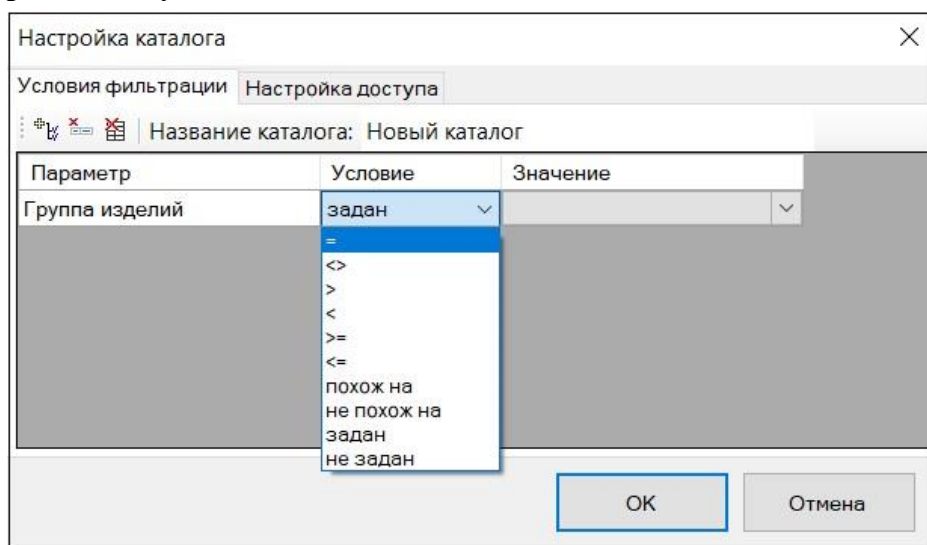 Настройка каталога
Условия фильтрации Настройка доступа
Название каталога: Новый каталог
Параметр Условие Значение
Группа изделий задан
=
<>
>
<
>=
<=
похож на
не похож на
задан
не задан
OK Отмена